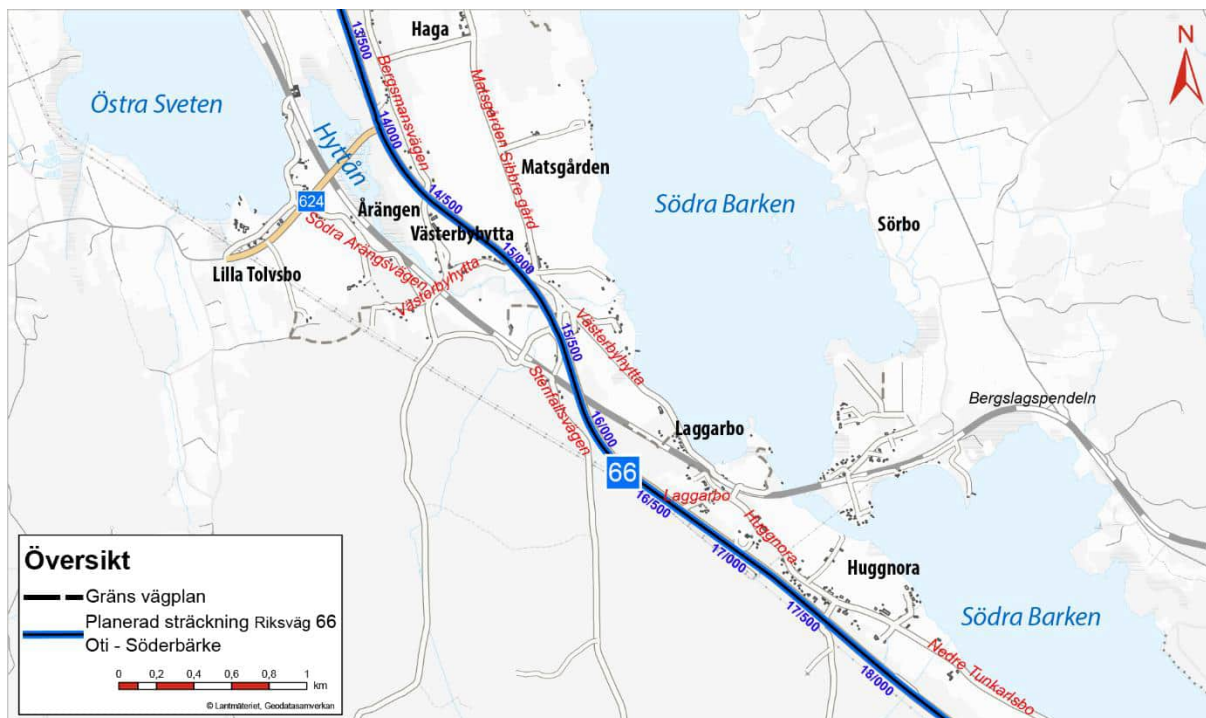 Haga
13/500
Bergsmansvägen
Matsgården Sibbre gård
N
Östra Sveten
Hyttån
14/000
Matsgården
624
Årängen
14/500
Västerbyhytta
Södra Barken
Sörbo
Södra Årängsvägen
Lilla Tolvsbo
Västerbyhytta
15/000
15/500
Västerbyhytta
Stenfallsvägen
16/000
Laggarbo
Bergslagspendeln
66
16/500
Laggarbo
Huggnora
17/000
Huggnora
17/500
Södra Barken
Nedre Tunkarlsbo
18/000
Översikt
Gräns vägplan
Planerad sträckning Riksväg 66
Oti - Söderbärke
0 0,2 0,4 0,6 0,8 1
km
© Lantmäteriet, Geodatasamverkan